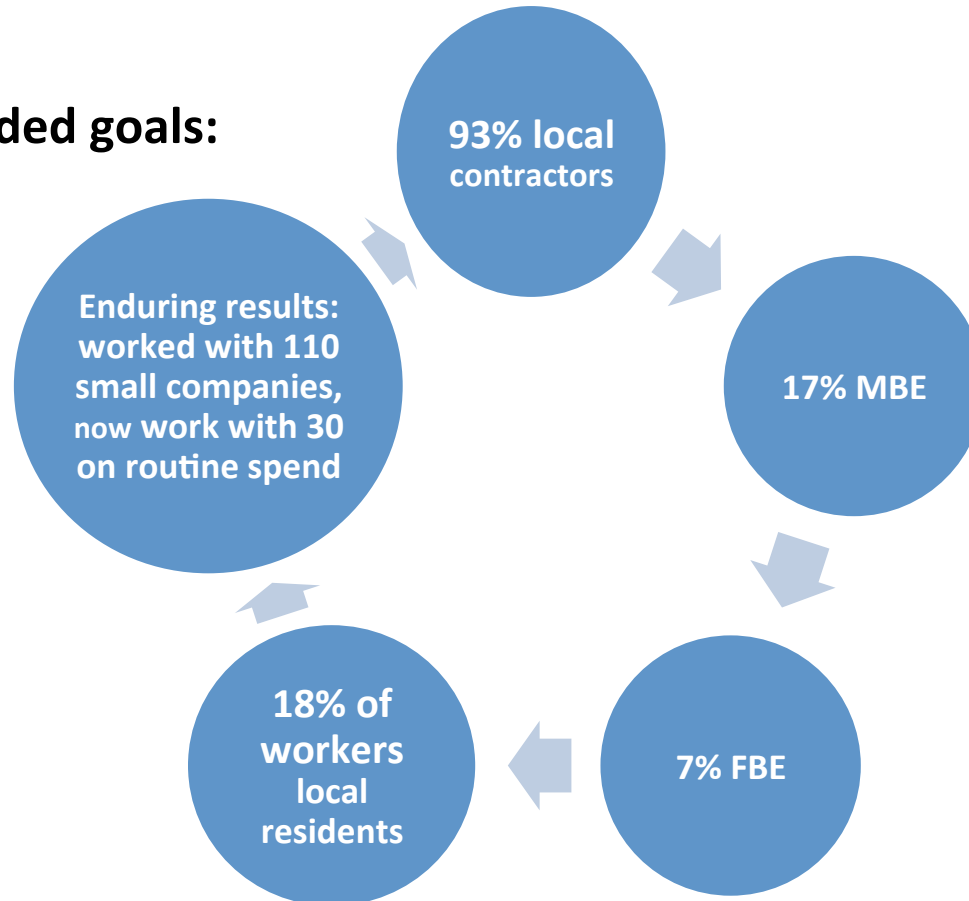 ded goals:
93% local
contractors
17% MBE
7% FBE
18% of
workers
local
residents
Enduring results:
worked with 110
small companies,
now work with 30
on routine spend